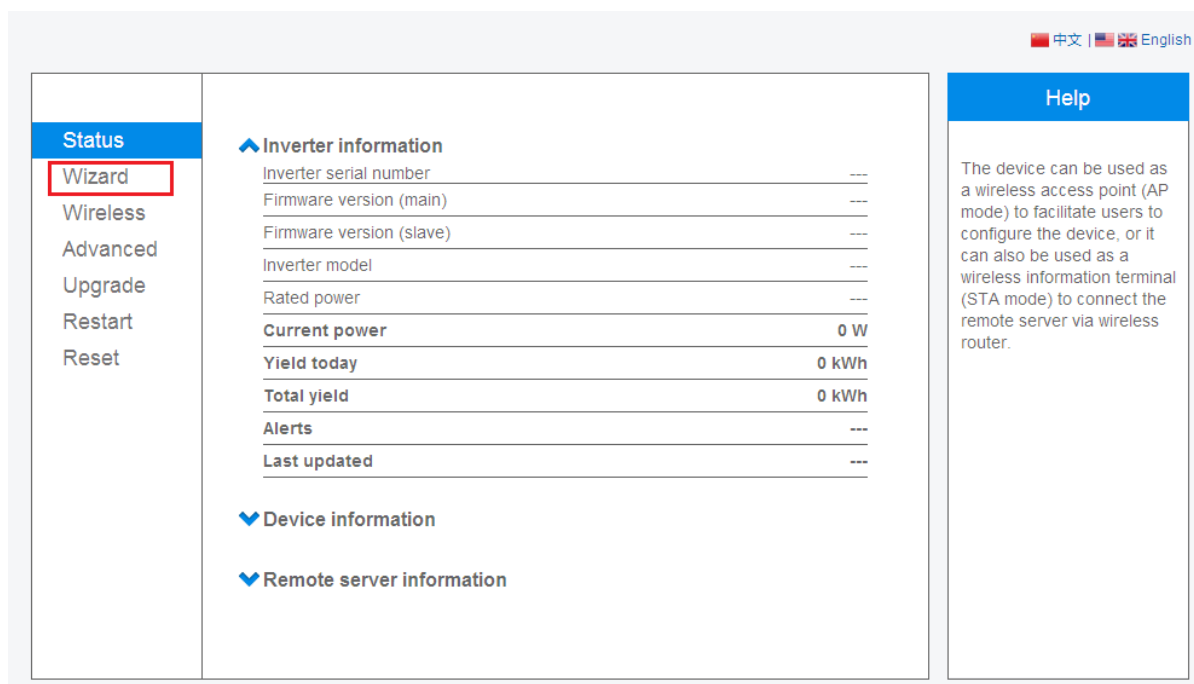 中文 | English
Status
Wizard
Wireless
Advanced
Upgrade
Restart
Reset
Inverter information
Inverter serial number ---
Firmware version (main) ---
Firmware version (slave) ---
Inverter model ---
Rated power ---
Current power 0 W
Yield today 0 kWh
Total yield 0 kWh
Alerts ---
Last updated ---
Device information
Remote server information
Help
The device can be used as
a wireless access point (AP
mode) to facilitate users to
configure the device, or it
can also be used as a
wireless information terminal
(STA mode) to connect the
remote server via wireless
router.